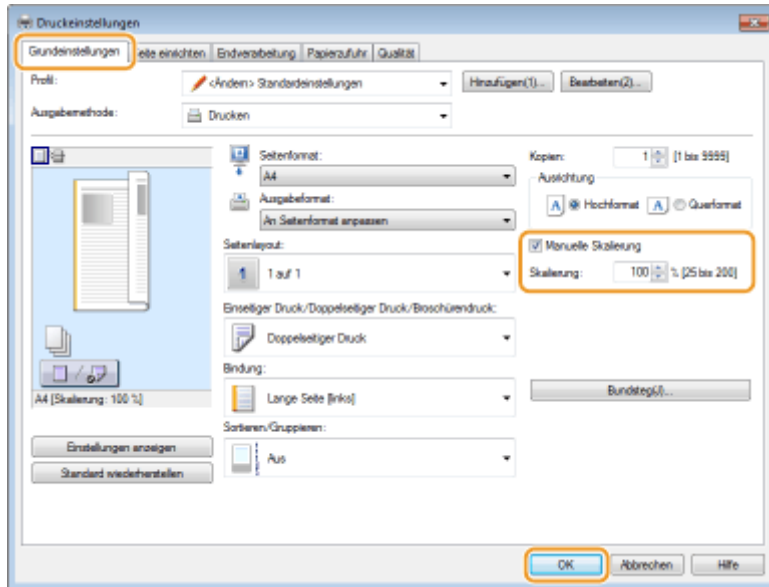 Druckeinstellungen
Grundeinstellungen Seite einrichten Endverarbeitung Papierzufuhr Qualität
Profil: <Ändern> Standardeinstellungen Hinzufügen(1)... Bearbeiten(2)...
Ausgabemethode: Drucken
Seitenformat:
A4
Ausgabeformat:
An Seitenformat anpassen
Seitenlayout:
1 1 auf 1
Einseitiger Druck/Doppelseitiger Druck/Broschürendruck:
Doppelseitiger Druck
Bindung:
Lange Seite [links]
Sortieren/Gruppieren:
Aus
Kopien: 1 [1 bis 9999]
Ausrichtung
A Hochformat A Querformat
Manuelle Skalierung
Skalierung: 100 % [25 bis 200]
Bundsteg(J)...
A4 [Skalierung: 100 %]
Einstellungen anzeigen
Standard wiederherstellen
OK Abbrechen Hilfe